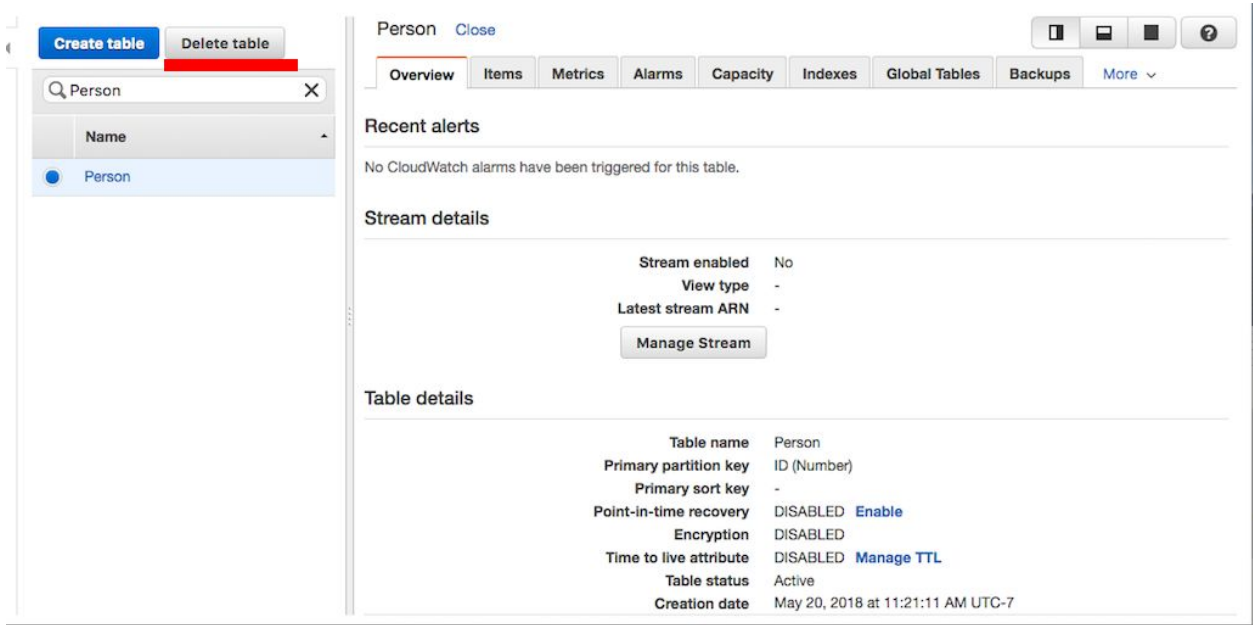 Create table Delete table
Person
Name
Person
Person Close
Overview Items Metrics Alarms Capacity Indexes Global Tables Backups More
Recent alerts
No CloudWatch alarms have been triggered for this table.
Stream details
Stream enabled No
View type -
Latest stream ARN -
Manage Stream
Table details
Table name Person
Primary partition key ID (Number)
Primary sort key -
Point-in-time recovery DISABLED Enable
Encryption DISABLED
Time to live attribute DISABLED Manage TTL
Table status Active
Creation date May 20, 2018 at 11:21:11 AM UTC-7